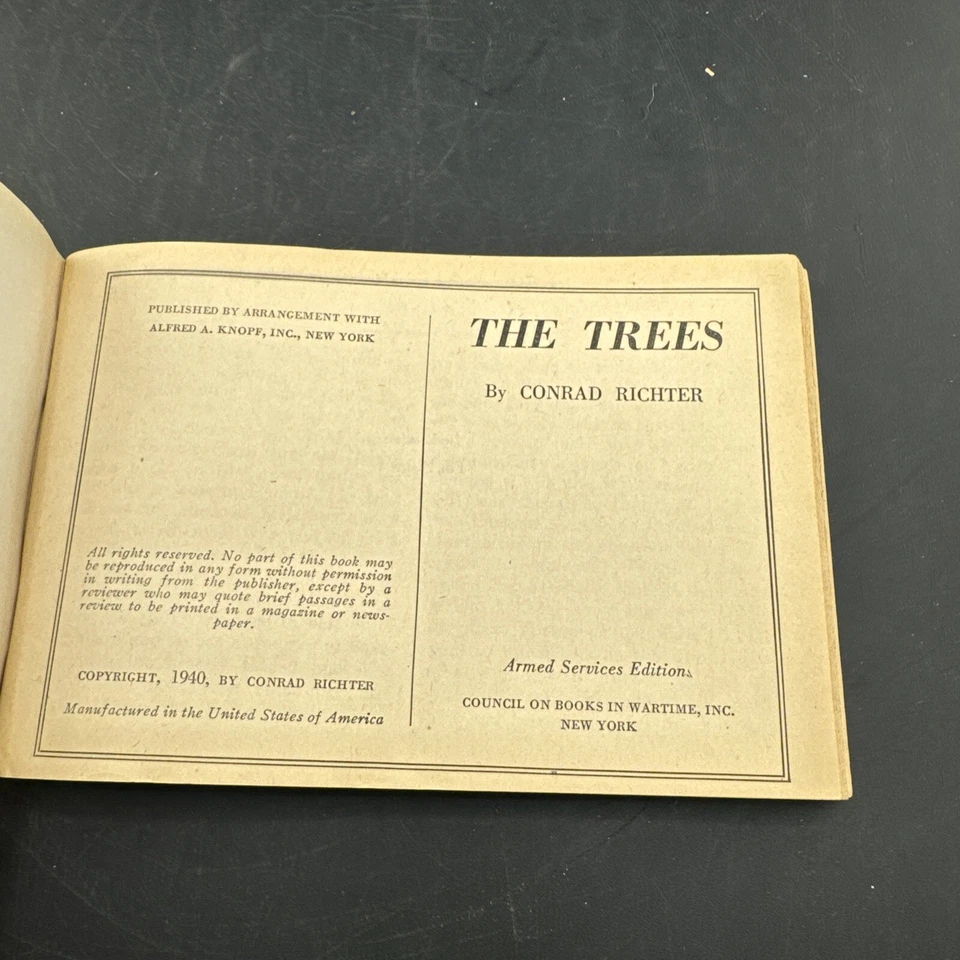 PUBLISHED BY ARRANGEMENT WITH
ALFRED A. KNOPF, INC., NEW YORK
All rights reserved. No part of this book may
be reproduced in any form without permission
in writing from the publisher, except by a
reviewer who may quote brief passages in a
review to be printed in a magazine or news-
paper.
COPYRIGHT, 1940, BY CONRAD RICHTER
Manufactured in the United States of America
THE TREES
By CONRAD RICHTER
Armed Services Edition
COUNCIL ON BOOKS IN WARTIME, INC.
NEW YORK